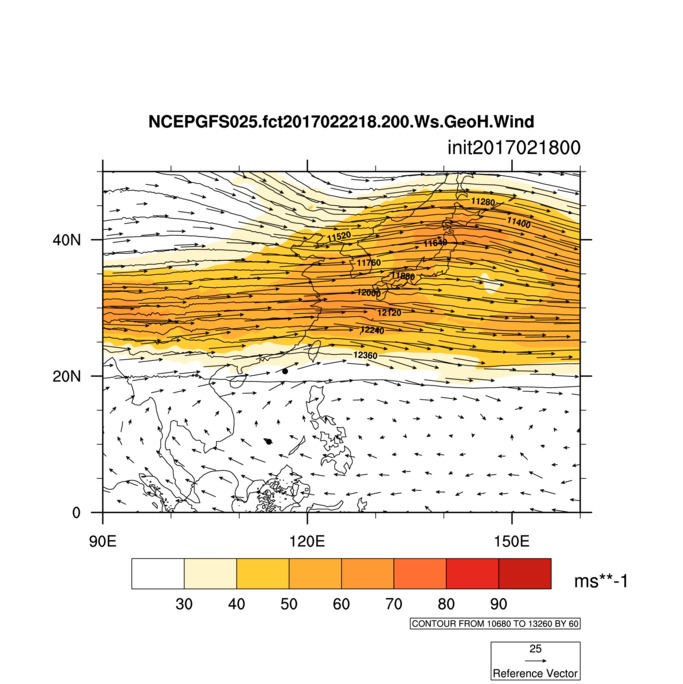 NCEPGFS025.fct2017022218.200.Ws.GeoH.Wind
init2017021800
11280
11400
40N
11520
11640
11760
11880
12000
12120
12240
12360
20N
0
90E 120E 150E
ms**-1
30 40 50 60 70 80 90
CONTOUR FROM 10680 TO 13260 BY 60
25
Reference Vector